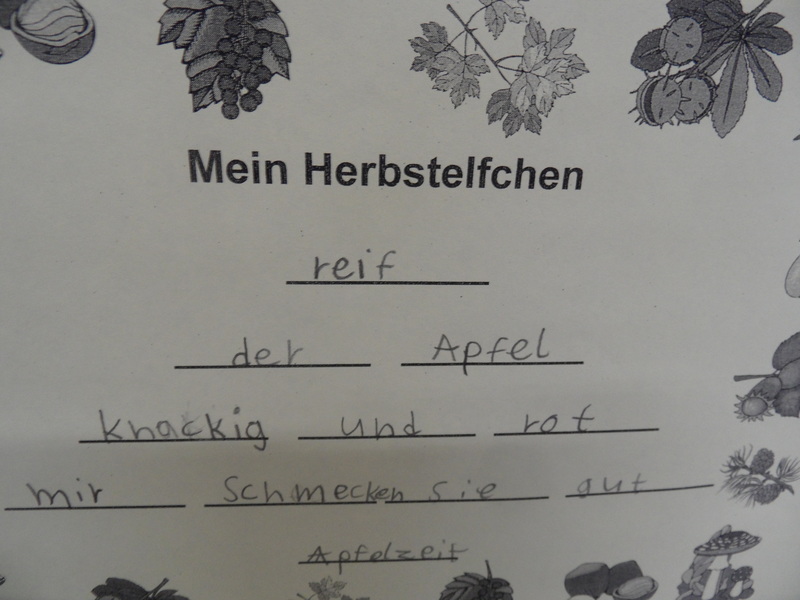 Mein Herbstelfchen
reif
der Apfel
knackig und rot
mir schmecken sie gut
Apfelzeit